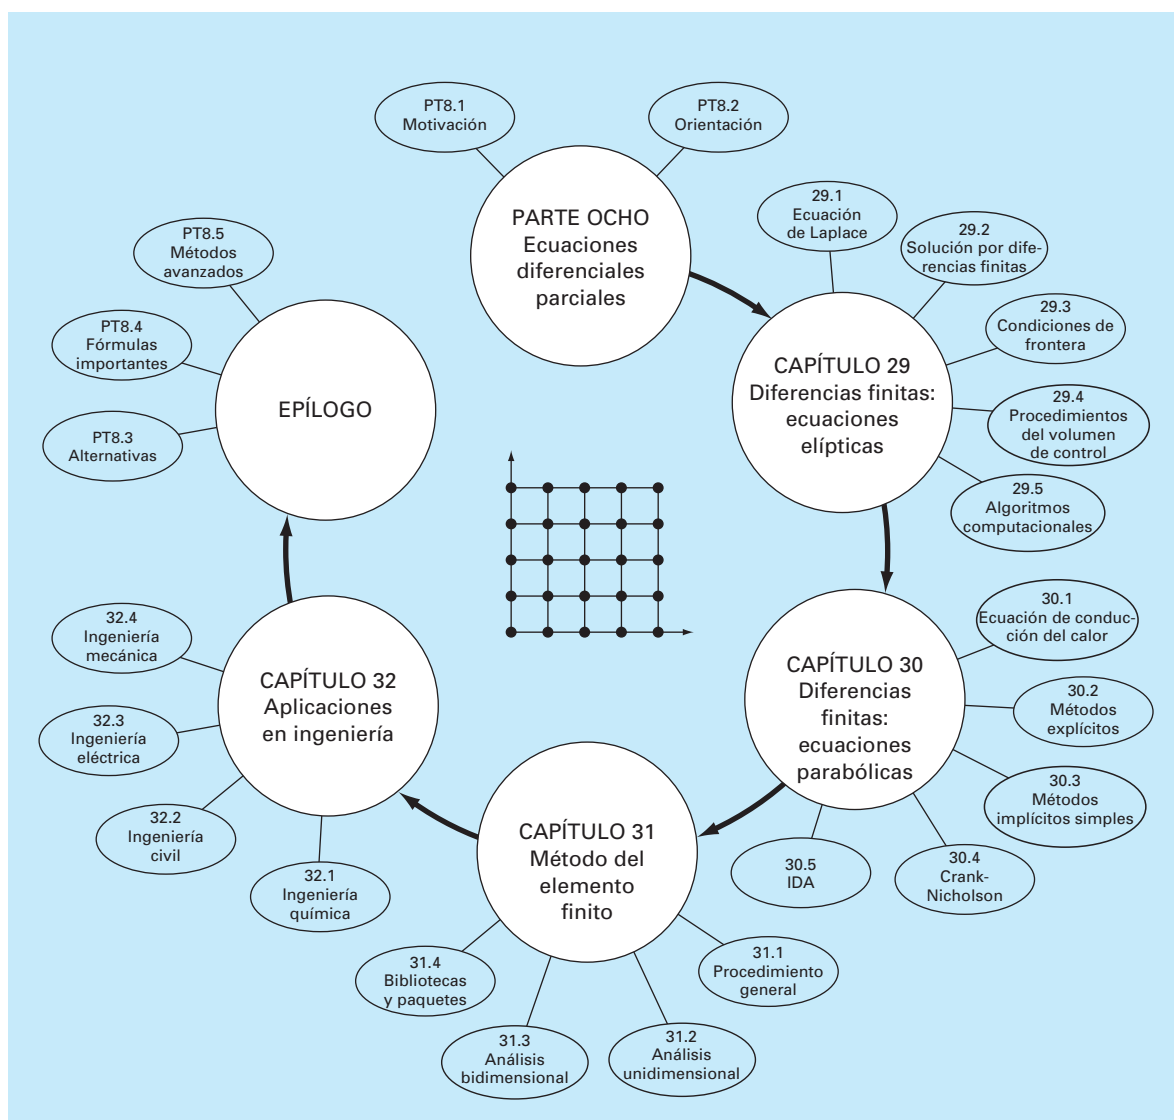 PT8.1
Motivación
PT8.2
Orientación
PARTE OCHO
Ecuaciones
diferenciales
parciales
29.1
Ecuación
de Laplace
29.2
Solución por dife-
rencias finitas
29.3
Condiciones de
frontera
CAPÍTULO 29
Diferencias finitas:
ecuaciones
elípticas
29.4
Procedimientos
del volumen
de control
29.5
Algoritmos
computacionales
30.1
Ecuación de conduc-
ción del calor
CAPÍTULO 30
Diferencias
finitas:
ecuaciones
parabólicas
30.2
Métodos
explícitos
30.3
Métodos
implícitos simples
30.4
Crank-
Nicholson
30.5
IDA
CAPÍTULO 31
Método del
elemento
finito
31.1
Procedimiento
general
31.2
Análisis
unidimensional
31.3
Análisis
bidimensional
31.4
Bibliotecas
y paquetes
CAPÍTULO 32
Aplicaciones
en ingeniería
32.1
Ingeniería
química
32.2
Ingeniería
civil
32.3
Ingeniería
eléctrica
32.4
Ingeniería
mecánica
EPÍLOGO
PT8.3
Alternativas
PT8.4
Fórmulas
importantes
PT8.5
Métodos
avanzados